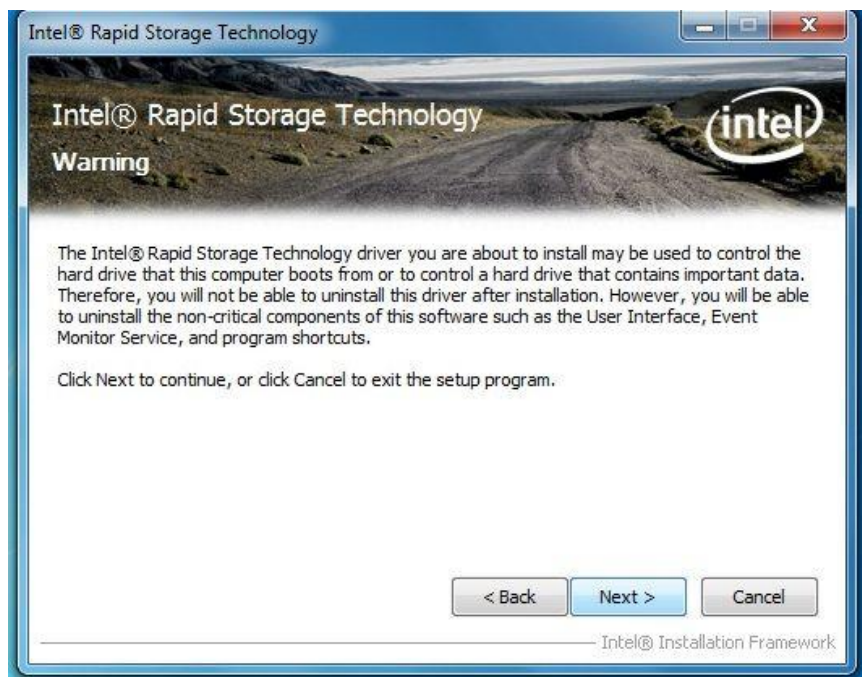 Intel® Rapid Storage Technology
Intel® Rapid Storage Technology
Warning
intel
The Intel® Rapid Storage Technology driver you are about to install may be used to control the
hard drive that this computer boots from or to control a hard drive that contains important data.
Therefore, you will not be able to uninstall this driver after installation. However, you will be able
to uninstall the non-critical components of this software such as the User Interface, Event
Monitor Service, and program shortcuts.
Click Next to continue, or click Cancel to exit the setup program.
< Back Next > Cancel
Intel® Installation Framework